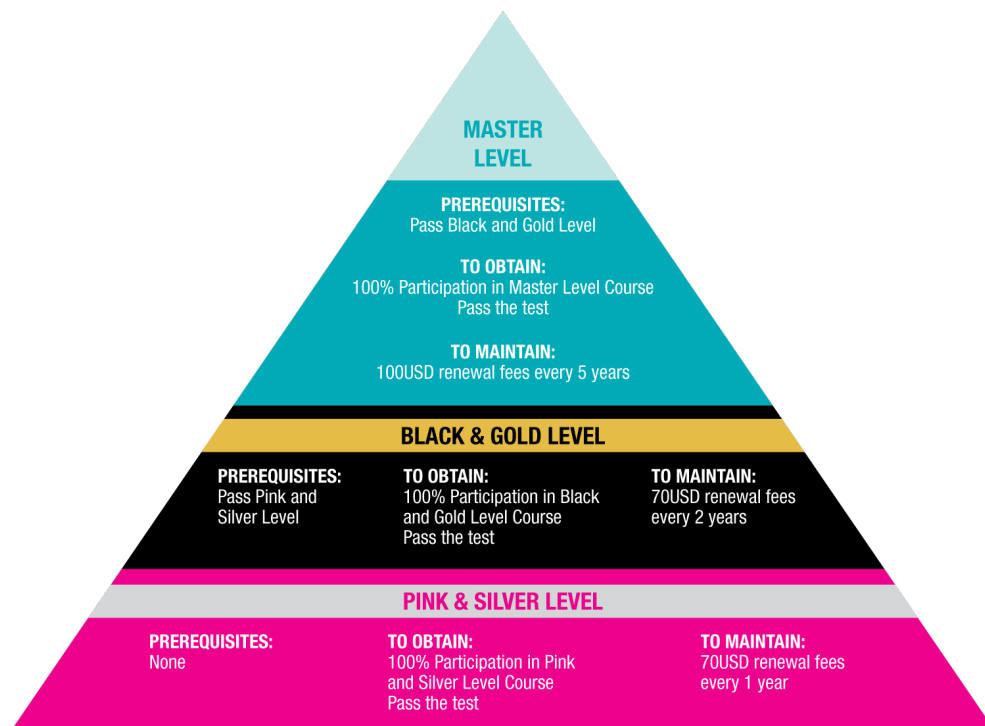 MASTER
LEVEL
PREREQUISITES:
Pass Black and Gold Level
TO OBTAIN:
100% Participation in Master Level Course
Pass the test
TO MAINTAIN:
100USD renewal fees every 5 years
BLACK & GOLD LEVEL
PREREQUISITES:
Pass Pink and
Silver Level
TO OBTAIN:
100% Participation in Black
and Gold Level Course
Pass the test
TO MAINTAIN:
70USD renewal fees
every 2 years
PINK & SILVER LEVEL
PREREQUISITES:
None
TO OBTAIN:
100% Participation in Pink
and Silver Level Course
Pass the test
TO MAINTAIN:
70USD renewal fees
every 1 year